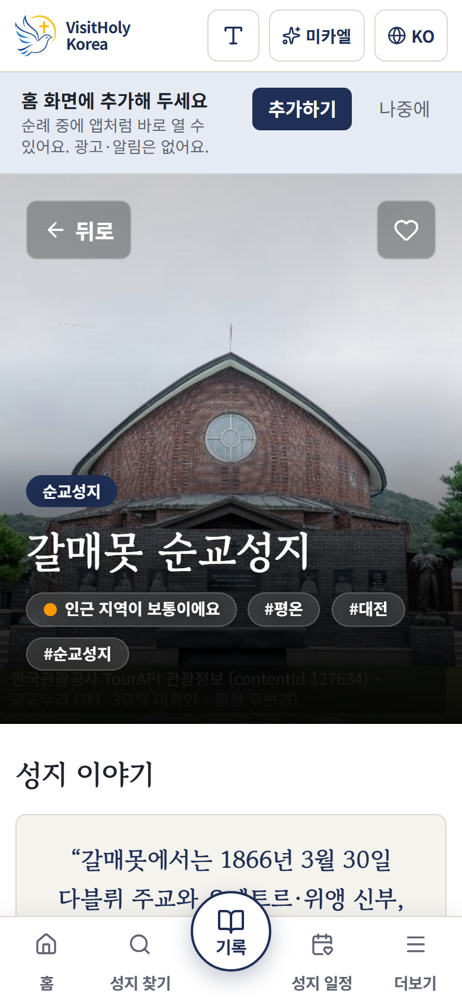 VisitHoly
Korea
미카엘
KO
홈 화면에 추가해 두세요
순례 중에 앱처럼 바로 열 수
있어요. 광고·알림은 없어요.
추가하기
나중에
뒤로
순교성지
갈매못 순교성지
인근 지역이 보통이에요
#평온
#대전
#순교성지
한국관광공사 TourAPI 관광정보 (contentId 127634) ·
공공누리 (제1·3유형 미확인 · 원본 무변경)
성지 이야기
“갈매못에서는 1866년 3월 30일
다블뤼 주교와 트르·위앵 신부,
기록
홈
성지 찾기
성지 일정
더보기